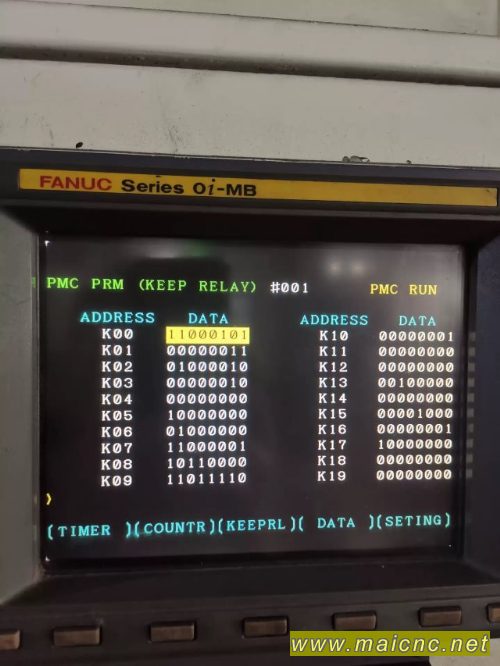 FANUC Series 0i-MB
PMC PRM (KEEP RELAY) #001 PMC RUN
ADDRESS DATA ADDRESS DATA
K00 11000101 K10 00000001
K01 00000011 K11 00000000
K02 01000010 K12 00000000
K03 00000010 K13 00100000
K04 00000000 K14 00000000
K05 10000000 K15 00001000
K06 01000000 K16 00000001
K07 11000001 K17 10000000
K08 10110000 K18 00000000
K09 11011110 K19 00000000
)
(TIMER )(COUNTR)(KEEPRL)( DATA )(SETING)
www.maicnc.net